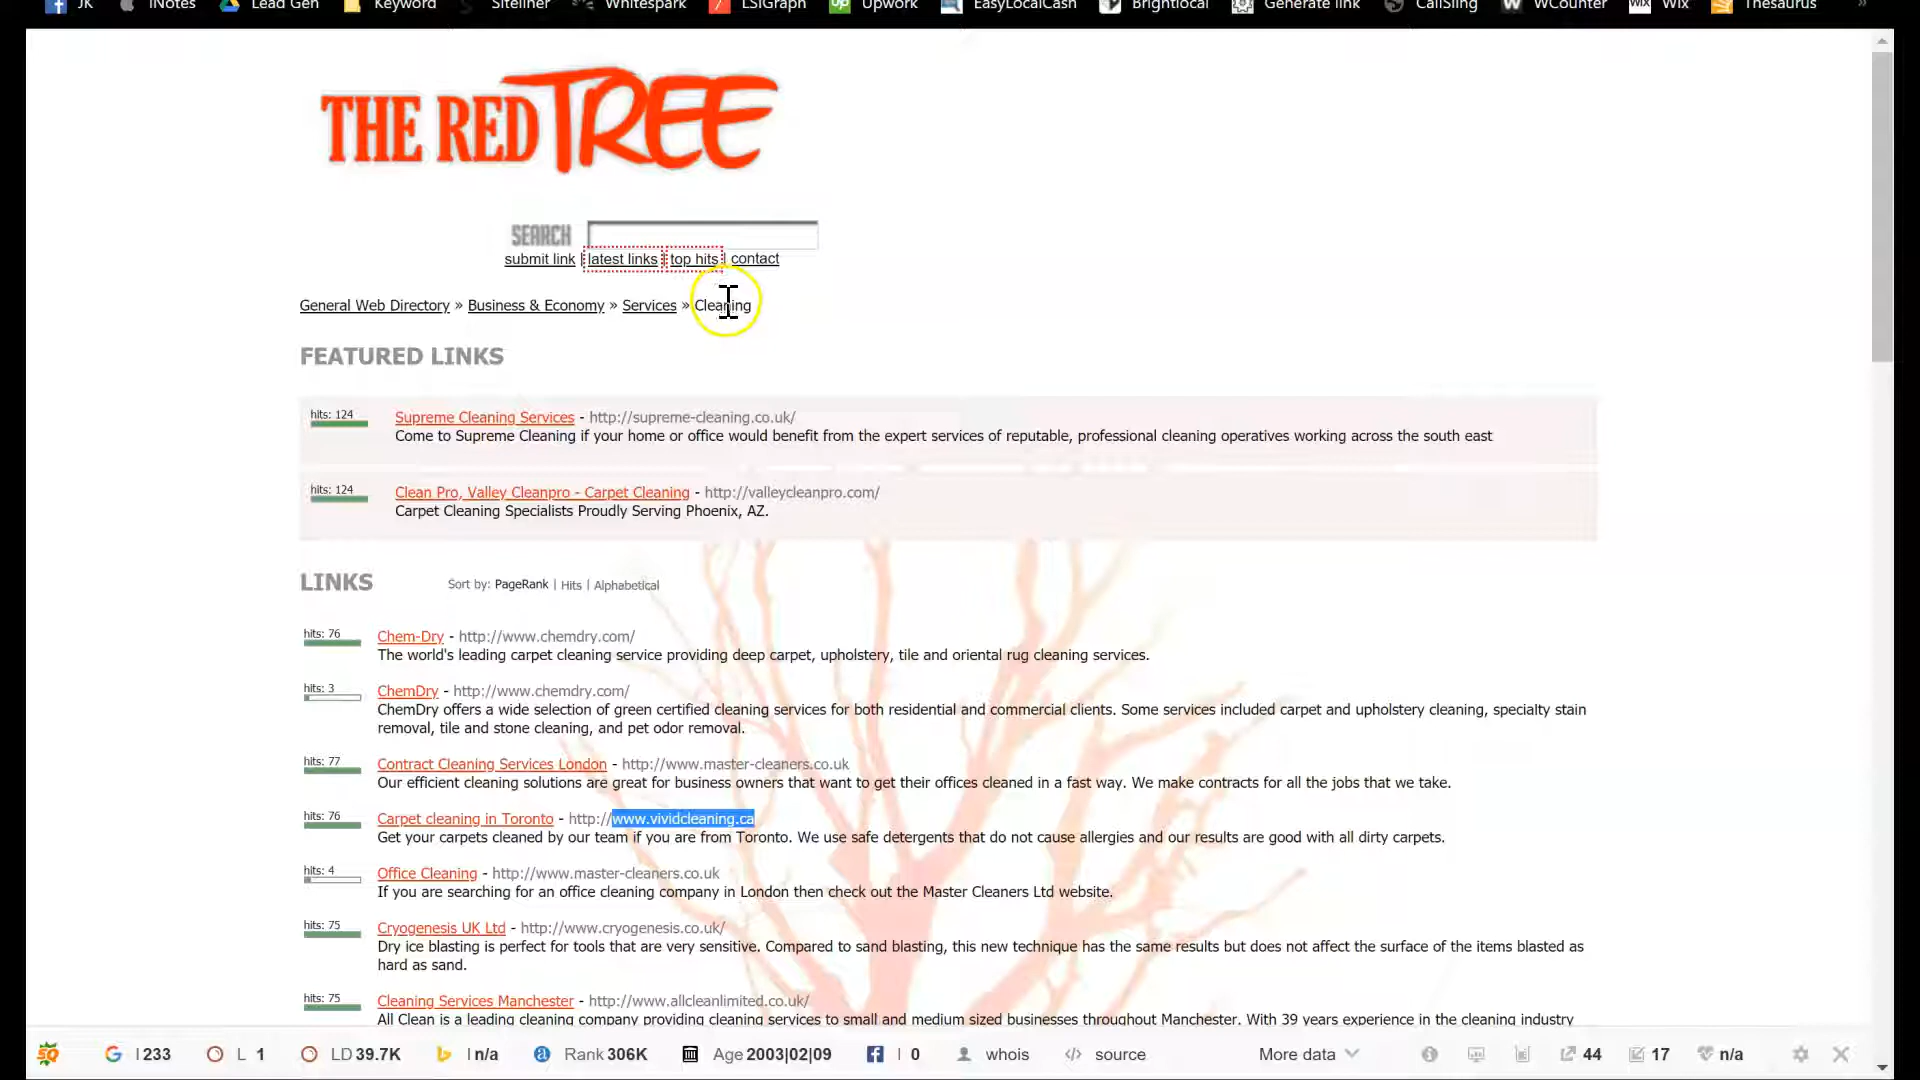 JK iNotes Lead Gen Keyword Siteliner Whitespark LSIGraph Upwork EasyLocalCash Brightlocal Generate link CallSling WCounter Wix Thesaurus »
THE RED TREE
SEARCH
submit link | latest links | top hits | contact
General Web Directory » Business & Economy » Services » Cleaning
FEATURED LINKS
hits: 124
Supreme Cleaning Services - http://supreme-cleaning.co.uk/
Come to Supreme Cleaning if your home or office would benefit from the expert services of reputable, professional cleaning operatives working across the south east
hits: 124
Clean Pro, Valley Cleanpro - Carpet Cleaning - http://valleycleanpro.com/
Carpet Cleaning Specialists Proudly Serving Phoenix, AZ.
LINKS Sort by: PageRank | Hits | Alphabetical
hits: 76
Chem-Dry - http://www.chemdry.com/
The world's leading carpet cleaning service providing deep carpet, upholstery, tile and oriental rug cleaning services.
hits: 3
ChemDry - http://www.chemdry.com/
ChemDry offers a wide selection of green certified cleaning services for both residential and commercial clients. Some services included carpet and upholstery cleaning, specialty stain
removal, tile and stone cleaning, and pet odor removal.
hits: 77
Contract Cleaning Services London - http://www.master-cleaners.co.uk
Our efficient cleaning solutions are great for business owners that want to get their offices cleaned in a fast way. We make contracts for all the jobs that we take.
hits: 76
Carpet cleaning in Toronto - http://www.vividcleaning.ca
Get your carpets cleaned by our team if you are from Toronto. We use safe detergents that do not cause allergies and our results are good with all dirty carpets.
hits: 4
Office Cleaning - http://www.master-cleaners.co.uk
If you are searching for an office cleaning company in London then check out the Master Cleaners Ltd website.
hits: 75
Cryogenesis UK Ltd - http://www.cryogenesis.co.uk/
Dry ice blasting is perfect for tools that are very sensitive. Compared to sand blasting, this new technique has the same results but does not affect the surface of the items blasted as
hard as sand.
hits: 75
Cleaning Services Manchester - http://www.allcleanlimited.co.uk/
All Clean is a leading cleaning company providing cleaning services to small and medium sized businesses throughout Manchester. With 39 years experience in the cleaning industry
SQ G I 233 L 1 LD 39.7K I n/a a Rank 306K Age 2003|02|09 I 0 whois source More data 44 17 n/a